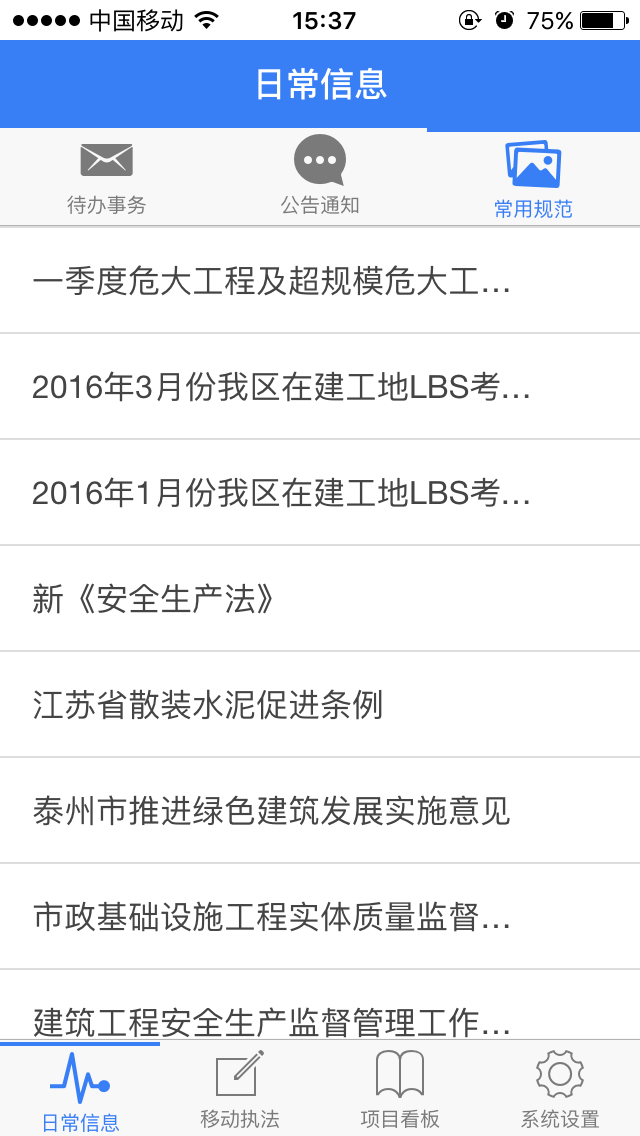 中国移动 15:37 75%
日常信息
待办事务 公告通知 常用规范
一季度危大工程及超规模危大工...
2016年3月份我区在建工地LBS考...
2016年1月份我区在建工地LBS考...
新《安全生产法》
江苏省散装水泥促进条例
泰州市推进绿色建筑发展实施意见
市政基础设施工程实体质量监督...
建筑工程安全生产监督管理工作...
日常信息 移动执法 项目看板 系统设置